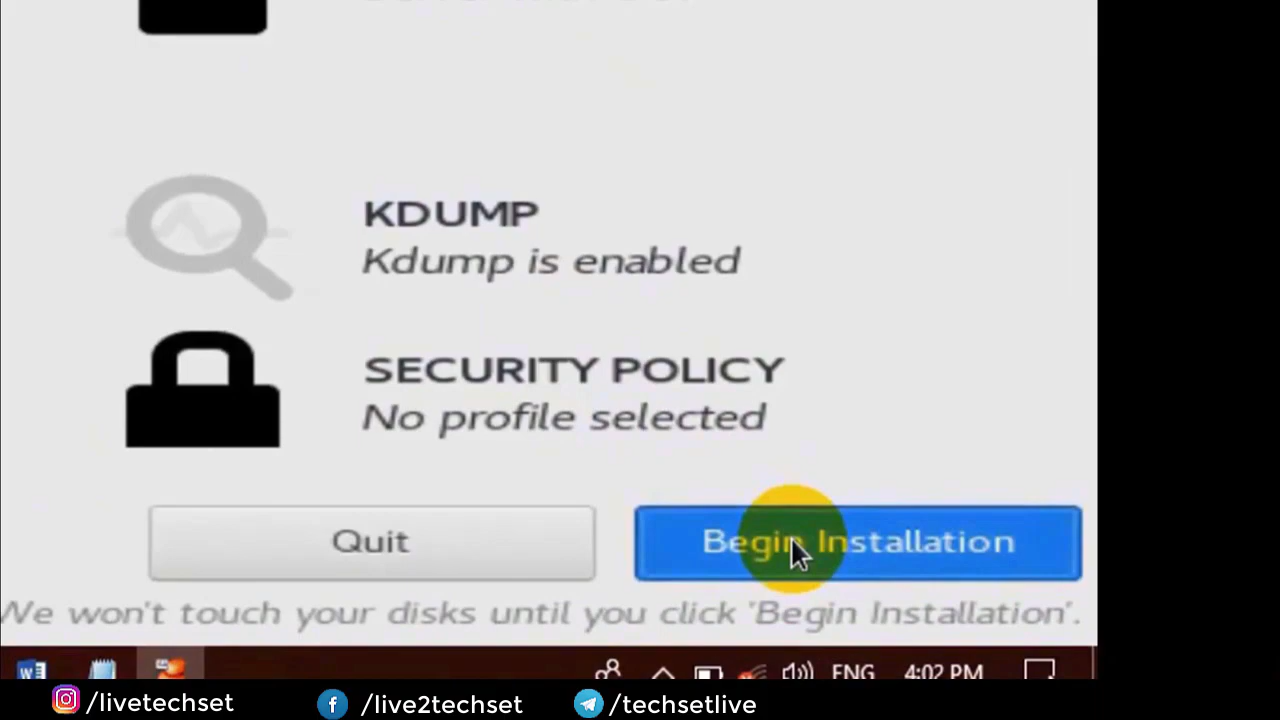 KDUMP
Kdump is enabled
SECURITY POLICY
No profile selected
Quit
Begin Installation
We won't touch your disks until you click 'Begin Installation'.
ENG
4:02 PM
/livetechset
/live2techset
/techsetlive